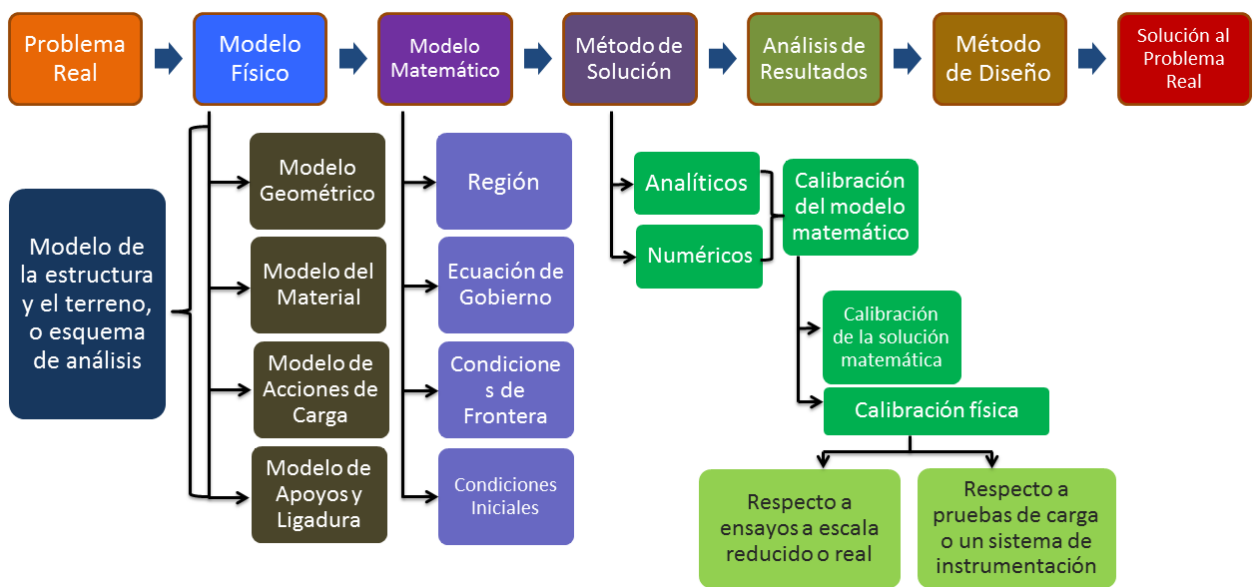 Problema
Real
Modelo
Físico
Modelo
Matemático
Método de
Solución
Análisis de
Resultados
Método
de Diseño
Solución al
Problema
Real
Modelo de
la estructura
y el terreno,
o esquema
de análisis
Modelo
Geométrico
Modelo del
Material
Modelo de
Acciones de
Carga
Modelo de
Apoyos y
Ligadura
Región
Ecuación de
Gobierno
Condicione
s de
Frontera
Condiciones
Iniciales
Analíticos
Numéricos
Calibración
del modelo
matemático
Calibración
de la solución
matemática
Calibración física
Respecto a
ensayos a escala
reducido o real
Respecto a
pruebas de carga
o un sistema de
instrumentación